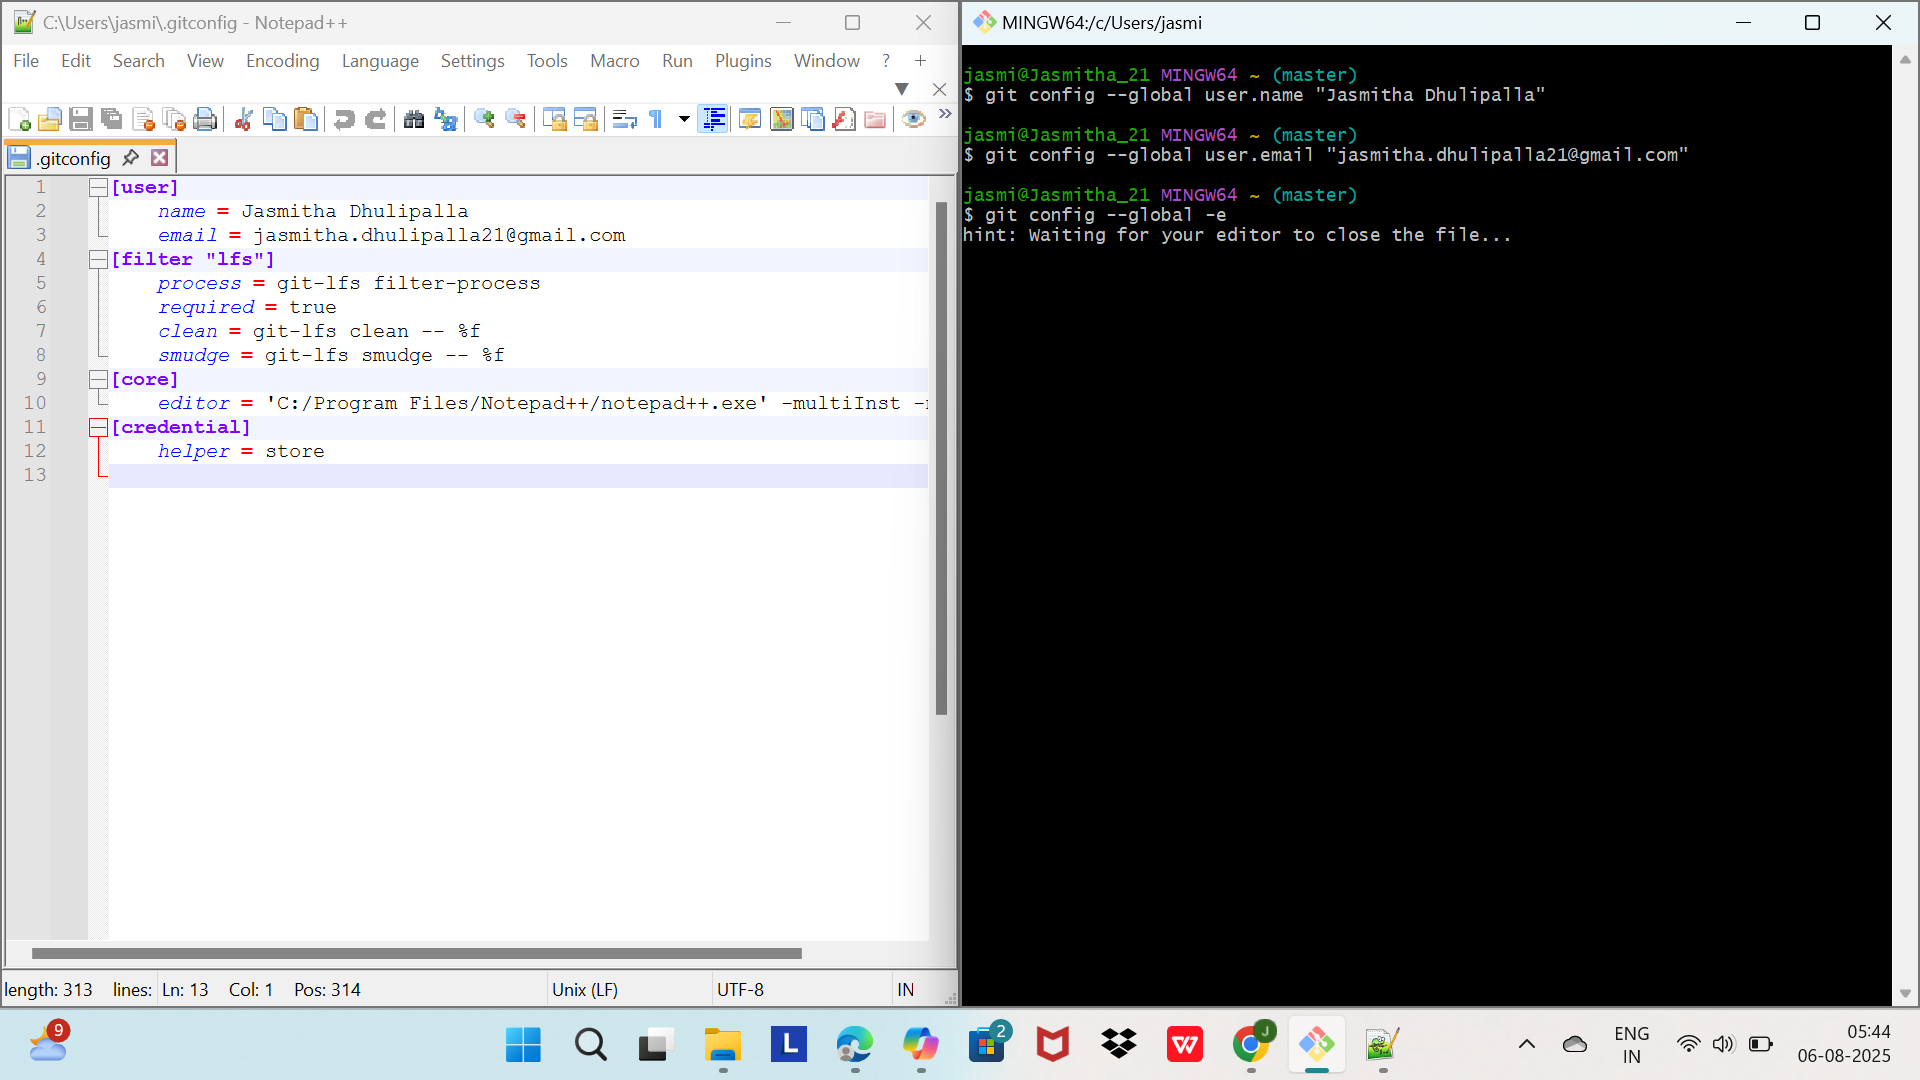 C:\Users\jasmi\.gitconfig - Notepad++
File Edit Search View Encoding Language Settings Tools Macro Run Plugins Window ? +
.gitconfig
1 [user]
2 name = Jasmitha Dhulipalla
3 email = jasmitha.dhulipalla21@gmail.com
4 [filter "lfs"]
5 process = git-lfs filter-process
6 required = true
7 clean = git-lfs clean -- %f
8 smudge = git-lfs smudge -- %f
9 [core]
10 editor = 'C:/Program Files/Notepad++/notepad++.exe' -multiInst
11 [credential]
12 helper = store
13
length: 313 lines: Ln: 13 Col: 1 Pos: 314 Unix (LF) UTF-8 IN
MINGW64:/c/Users/jasmi
jasmi@Jasmitha_21 MINGW64 ~ (master)
$ git config --global user.name "Jasmitha Dhulipalla"
jasmi@Jasmitha_21 MINGW64 ~ (master)
$ git config --global user.email "jasmitha.dhulipalla21@gmail.com"
jasmi@Jasmitha_21 MINGW64 ~ (master)
$ git config --global -e
hint: Waiting for your editor to close the file...
9
L
2
W
J
ENG
IN
05:44
06-08-2025